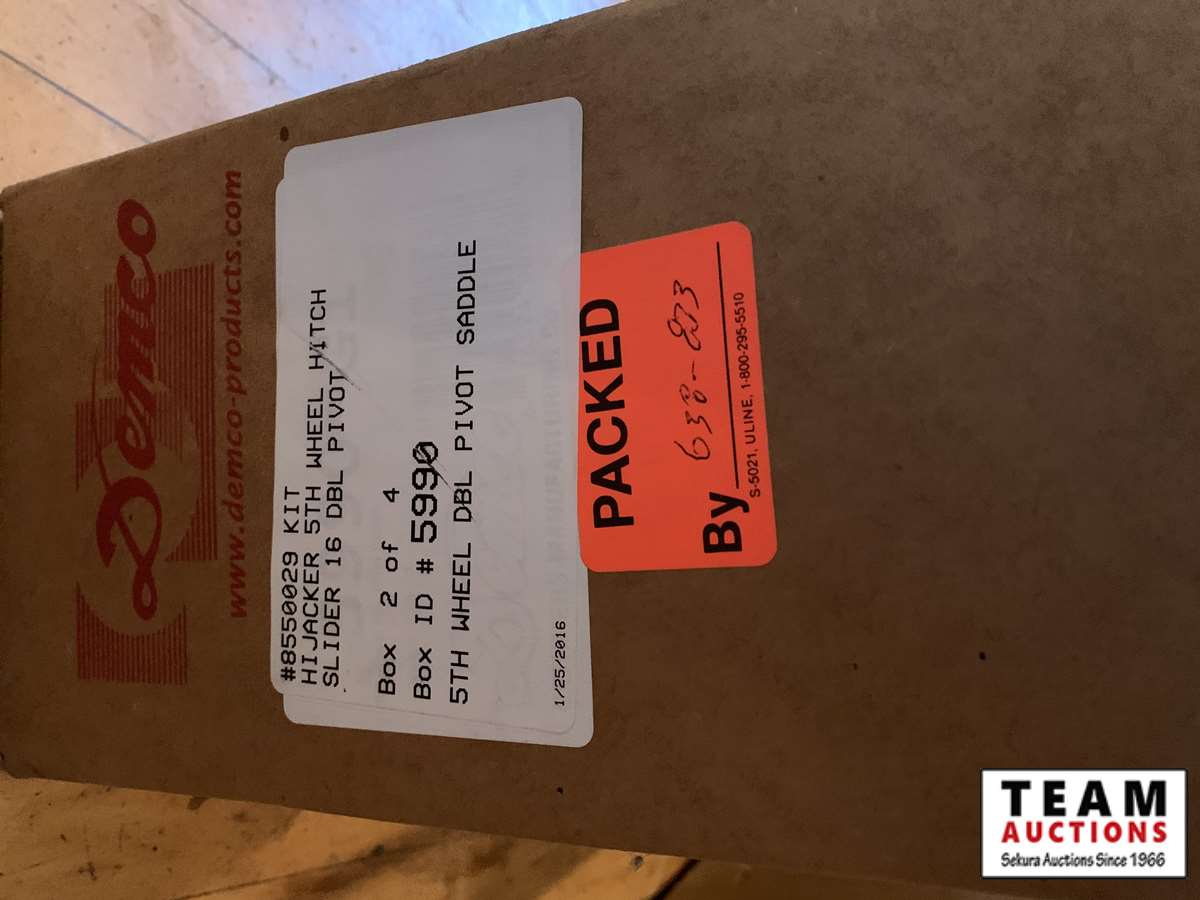 Demco
www.demco-products.com
#8550029 KIT
HIJACKER 5TH WHEEL HITCH
SLIDER 16 DBL PIVOT
Box 2 of 4
Box ID # 5990
5TH WHEEL DBL PIVOT SADDLE
1/25/2016
PACKED
By 638-273
S-5021, ULINE, 1-800-295-5510
TEAM
AUCTIONS
Sekura Auctions Since 1966